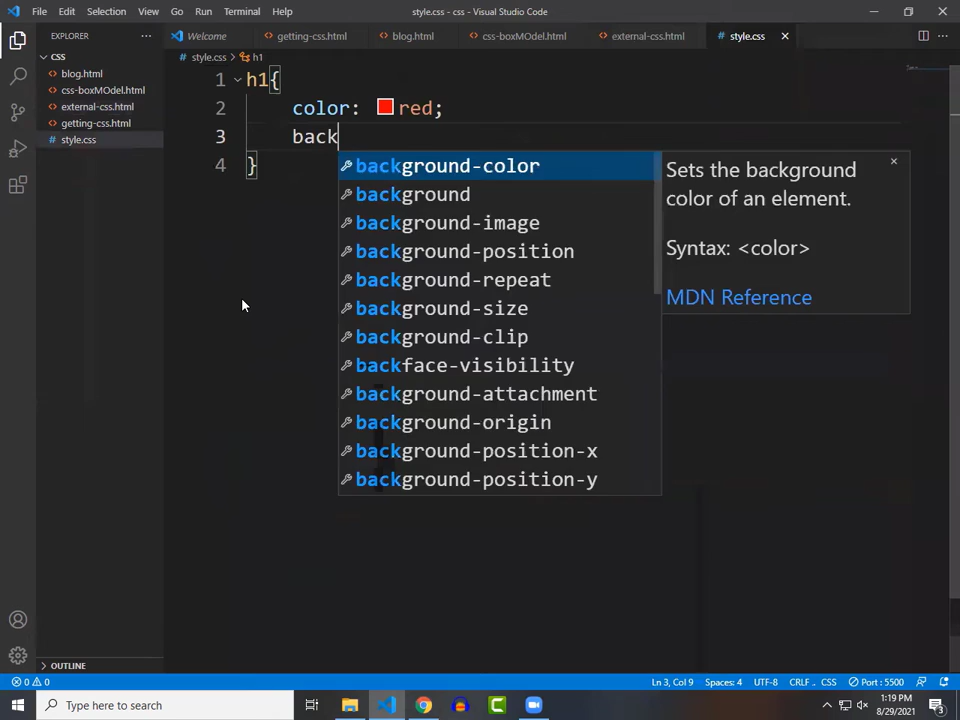 File Edit Selection View Go Run Terminal Help
style.css - css - Visual Studio Code
EXPLORER
Welcome
getting-css.html
blog.html
css-boxMOdel.html
external-css.html
style.css
CSS
blog.html
css-boxMOdel.html
external-css.html
getting-css.html
style.css
style.css > h1
1 h1{
2 color: red;
3 back
4 }
background-color
background
background-image
background-position
background-repeat
background-size
background-clip
backface-visibility
background-attachment
background-origin
background-position-x
background-position-y
Sets the background
color of an element.
Syntax: <color>
MDN Reference
OUTLINE
0 0
Ln 3, Col 9 Spaces: 4 UTF-8 CRLF CSS Port : 5500
Type here to search
1:19 PM
8/29/2021
3